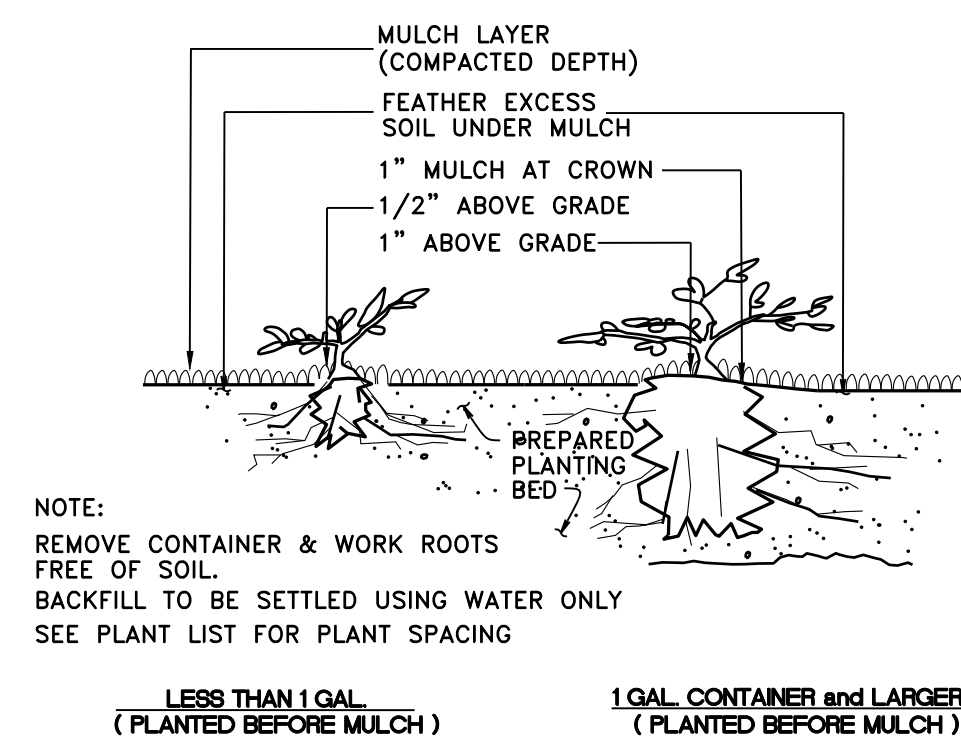 MULCH LAYER
(COMPACTED DEPTH)
FEATHER EXCESS
SOIL UNDER MULCH
1" MULCH AT CROWN
1/2" ABOVE GRADE
1" ABOVE GRADE
PREPARED
PLANTING
BED
NOTE:
REMOVE CONTAINER & WORK ROOTS
FREE OF SOIL.
BACKFILL TO BE SETTLED USING WATER ONLY
SEE PLANT LIST FOR PLANT SPACING
LESS THAN 1 GAL.
( PLANTED BEFORE MULCH )
1 GAL. CONTAINER and LARGER
( PLANTED BEFORE MULCH )